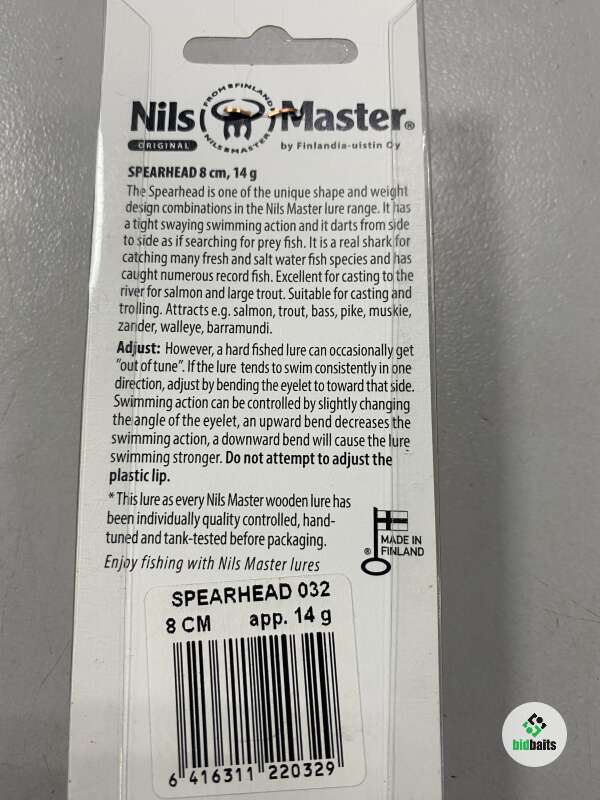 FROM FINLAND
Nils Master®
NILS MASTER
ORIGINAL
by Finlandia-uistin Oy
SPEARHEAD 8 cm, 14 g
The Spearhead is one of the unique shape and weight
design combinations in the Nils Master lure range. It has
a tight swaying swimming action and it darts from side
to side as if searching for prey fish. It is a real shark for
catching many fresh and salt water fish species and has
caught numerous record fish. Excellent for casting to the
river for salmon and large trout. Suitable for casting and
trolling. Attracts e.g. salmon, trout, bass, pike, muskie,
zander, walleye, barramundi.
Adjust: However, a hard fished lure can occasionally get
"out of tune". If the lure tends to swim consistently in one
direction, adjust by bending the eyelet to toward that side.
Swimming action can be controlled by slightly changing
the angle of the eyelet, an upward bend decreases the
swimming action, a downward bend will cause the lure
swimming stronger. Do not attempt to adjust the
plastic lip.
* This lure as every Nils Master wooden lure has
been individually quality controlled, hand-
tuned and tank-tested before packaging.
Enjoy fishing with Nils Master lures
® MADE IN
FINLAND
SPEARHEAD 032
8 CM app. 14 g
6 416311 220329
bidbaits